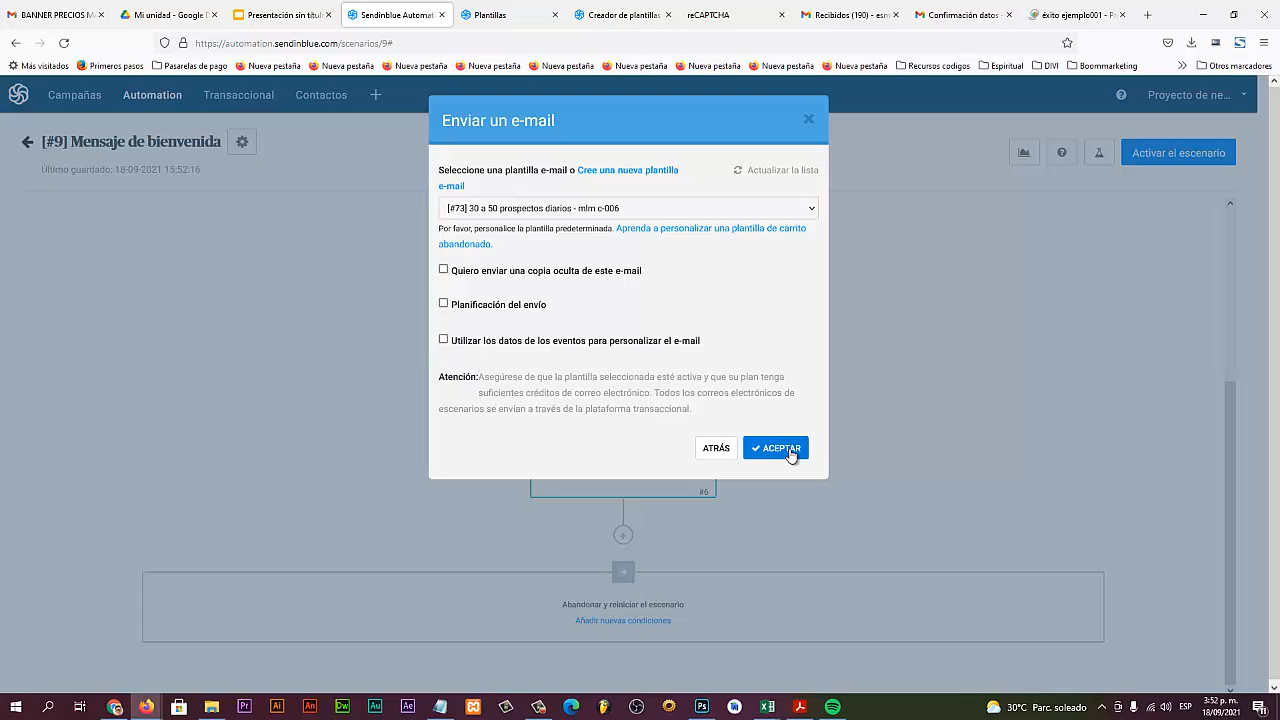 BANNER PRECIOS MEM
Mi unidad - Google Dri
Presentación sin título
Sendinblue Automat
Plantillas
Creador de plantillas
reCAPTCHA
Recibidos (190) - e
Confirmación datos -
éxito ejemplo001 - Pe
https://automation.sendinblue.com/scenarios/9#
Más visitados
Primeros pasos
Pasarelas de pago
Nueva pestaña
Nueva pestaña
Nueva pestaña
Nueva pestaña
Nueva pestaña
Nueva pestaña
Nueva pestaña
Nueva pestaña
Nueva pestaña
Recursos codigos
Espiritual
DIVI
Boommarketing
Otros marcadores
Campañas
Automation
Transaccional
Contactos
Proyecto de ne...
[#9] Mensaje de bienvenida
Último guardado: 18-09-2021 15:52:16
Activar el escenario
Enviar un e-mail
Seleccione una plantilla e-mail o Cree una nueva plantilla
e-mail
Actualizar la lista
[#73] 30 a 50 prospectos diarios - mlm c-006
Por favor, personalice la plantilla predeterminada. Aprenda a personalizar una plantilla de carrito
abandonado.
Quiero enviar una copia oculta de este e-mail
Planificación del envío
Utilizar los datos de los eventos para personalizar el e-mail
Atención:Asegúrese de que la plantilla seleccionada esté activa y que su plan tenga
suficientes créditos de correo electrónico. Todos los correos electrónicos de
escenarios se envían a través de la plataforma transaccional.
ATRÁS
ACEPTAR
#6
Abandonar y reiniciar el escenario
Añadir nuevas condiciones
30°C Parc. soleado
ESP
3:52 p. m.
18/09/2021